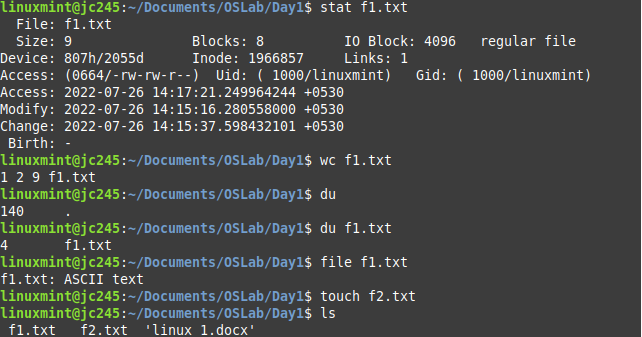 linuxmint@jc245:~/Documents/OSLab/Day1$ stat f1.txt
  File: f1.txt
  Size: 9               Blocks: 8          IO Block: 4096   regular file
Device: 807h/2055d      Inode: 1966857     Links: 1
Access: (0664/-rw-rw-r--)  Uid: ( 1000/linuxmint)   Gid: ( 1000/linuxmint)
Access: 2022-07-26 14:17:21.249964244 +0530
Modify: 2022-07-26 14:15:16.280558000 +0530
Change: 2022-07-26 14:15:37.598432101 +0530
 Birth: -
linuxmint@jc245:~/Documents/OSLab/Day1$ wc f1.txt
1 2 9 f1.txt
linuxmint@jc245:~/Documents/OSLab/Day1$ du
140     .
linuxmint@jc245:~/Documents/OSLab/Day1$ du f1.txt
4       f1.txt
linuxmint@jc245:~/Documents/OSLab/Day1$ file f1.txt
f1.txt: ASCII text
linuxmint@jc245:~/Documents/OSLab/Day1$ touch f2.txt
linuxmint@jc245:~/Documents/OSLab/Day1$ ls
 f1.txt   f2.txt  'linux 1.docx'